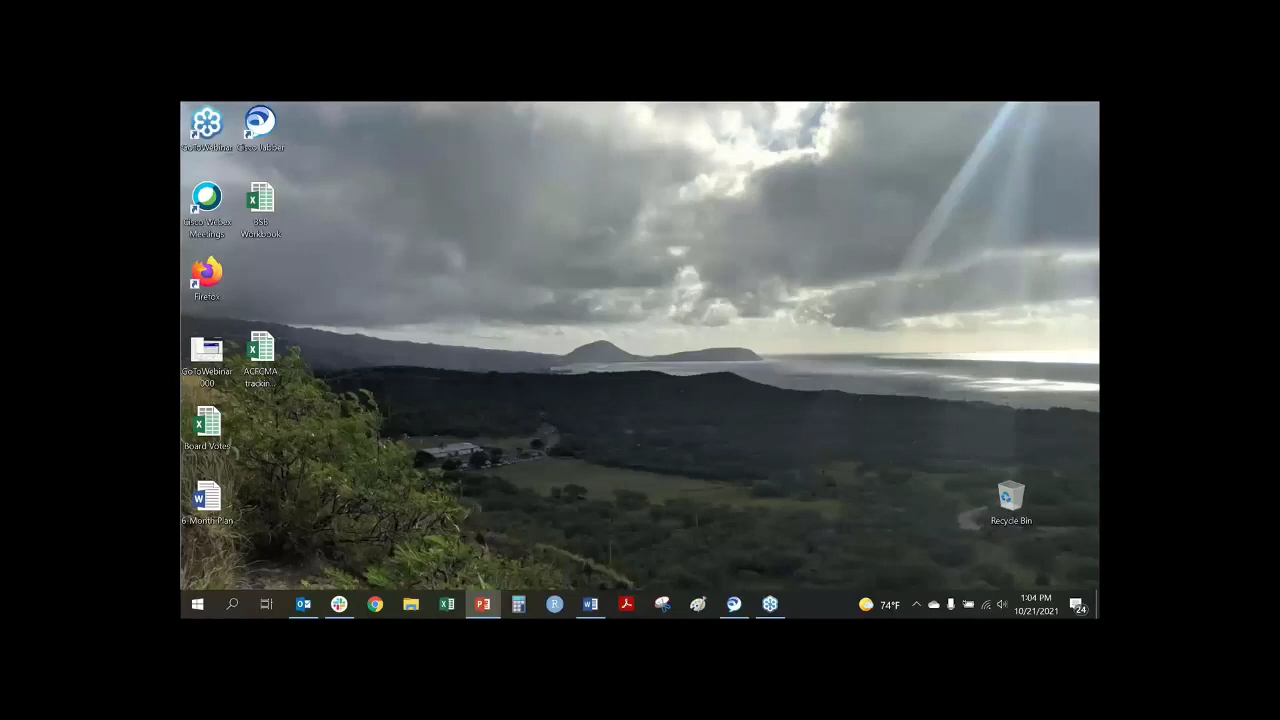 GoToWebinar
Cisco Jabber
Cisco Webex
Meetings
BSB
Workbook
Firefox
GoToWebinar
000
ACFCMA
trackin...
Board Votes
6-Month Plan
Recycle Bin
74°F
1:04 PM
10/21/2021
24